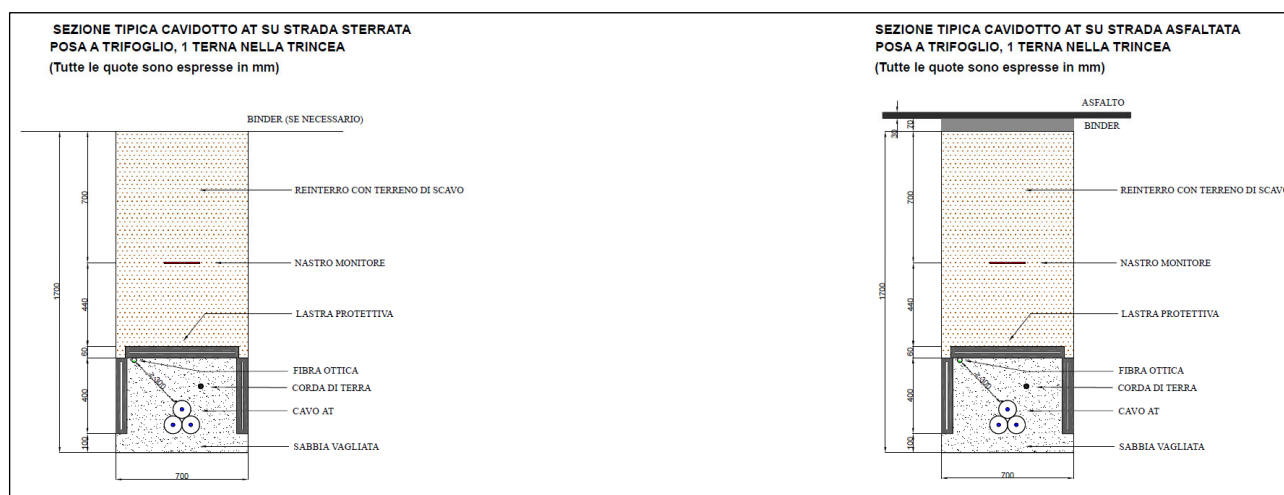 SEZIONE TIPICA CAVIDOTTO AT SU STRADA STERRATA
POSA A TRIFOGLIO, 1 TERNA NELLA TRINCEA
(Tutte le quote sono espresse in mm)
BINDER (SE NECESSARIO)
700
REINTERRO CON TERRENO DI SCAVO
NASTRO MONITORE
1700
440
LASTRA PROTETTIVA
60
FIBRA OTTICA
400
≥300
CORDA DI TERRA
CAVO AT
100
SABBIA VAGLIATA
700
SEZIONE TIPICA CAVIDOTTO AT SU STRADA ASFALTATA
POSA A TRIFOGLIO, 1 TERNA NELLA TRINCEA
(Tutte le quote sono espresse in mm)
ASFALTO
30
70
BINDER
700
REINTERRO CON TERRENO DI SCAVO
NASTRO MONITORE
1700
440
LASTRA PROTETTIVA
60
FIBRA OTTICA
400
≥300
CORDA DI TERRA
CAVO AT
100
SABBIA VAGLIATA
700